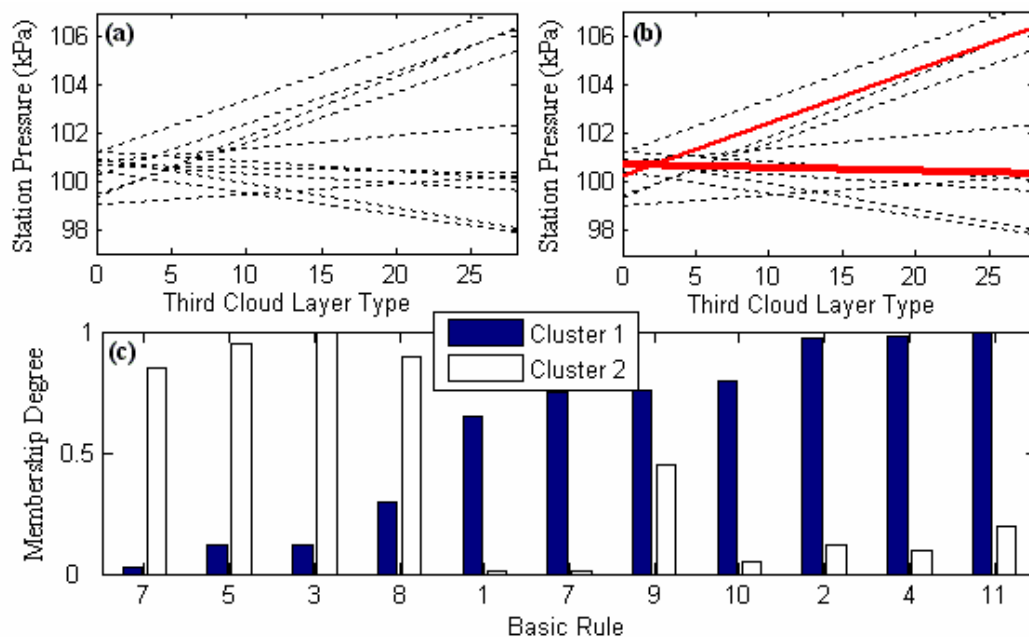 (a)
Station Pressure (kPa)
106
104
102
100
98
0 5 10 15 20 25
Third Cloud Layer Type
(b)
Station Pressure (kPa)
106
104
102
100
98
0 5 10 15 20 25
Third Cloud Layer Type
(c)
Cluster 1
Cluster 2
Membership Degree
1
0.5
0
7 5 3 8 1 7 9 10 2 4 11
Basic Rule